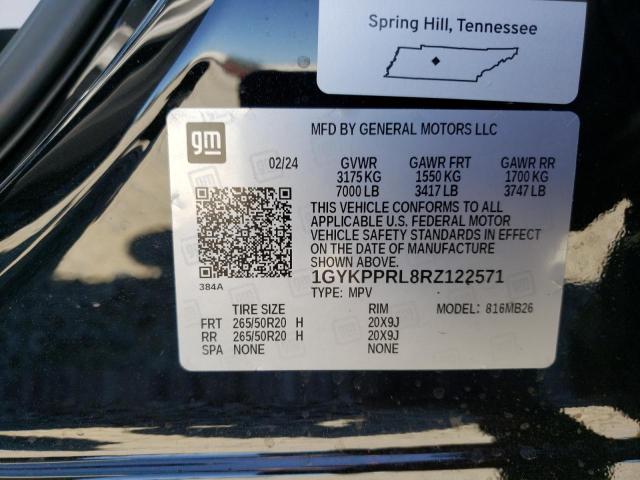 Spring Hill, Tennessee
gm
MFD BY GENERAL MOTORS LLC
02/24 GVWR GAWR FRT GAWR RR
3175 KG 1550 KG 1700 KG
7000 LB 3417 LB 3747 LB
THIS VEHICLE CONFORMS TO ALL
APPLICABLE U.S. FEDERAL MOTOR
VEHICLE SAFETY STANDARDS IN EFFECT
ON THE DATE OF MANUFACTURE
SHOWN ABOVE.
384A
1GYKPPRL8RZ122571
TYPE: MPV MODEL: 816MB26
TIRE SIZE RIM
FRT 265/50R20 H 20X9J
RR 265/50R20 H 20X9J
SPA NONE NONE